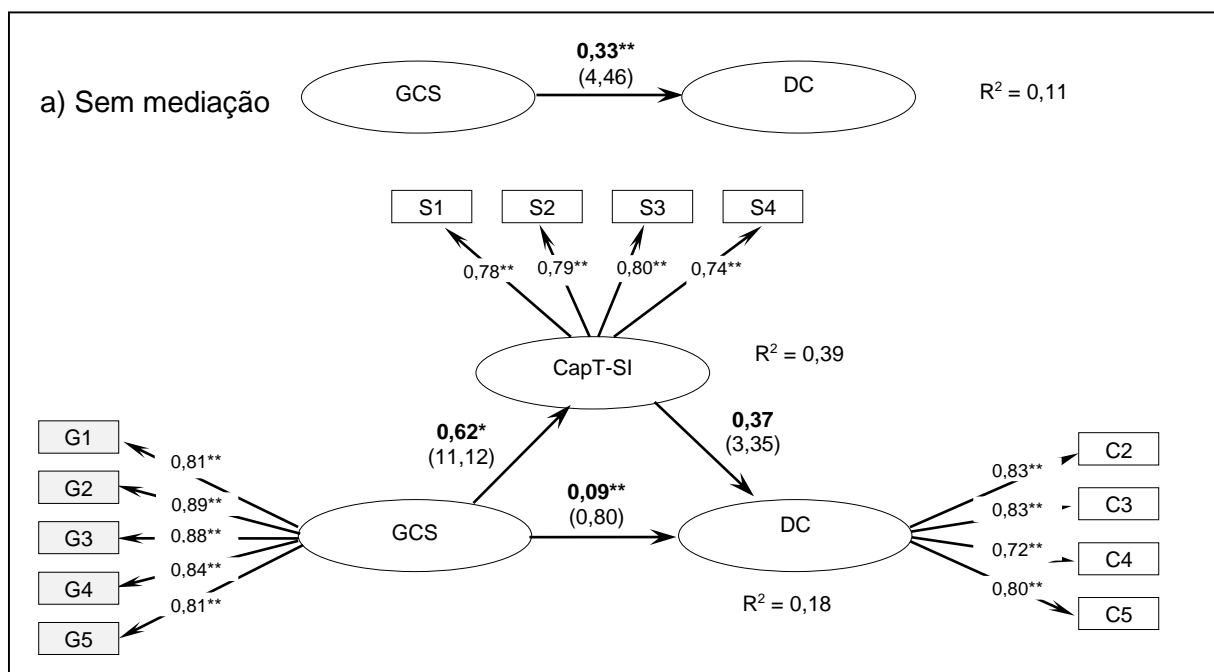 0,33**
(4,46)
a) Sem mediação
GCS
DC
R² = 0,11
S1
S2
S3
S4
0,78**
0,79**
0,80**
0,74**
CapT-SI
R² = 0,39
0,62*
(11,12)
0,37
(3,35)
G1
G2
G3
G4
G5
0,81**
0,89**
0,88**
0,84**
0,81**
GCS
0,09**
(0,80)
DC
R² = 0,18
0,83**
0,83**
0,72**
0,80**
C2
C3
C4
C5